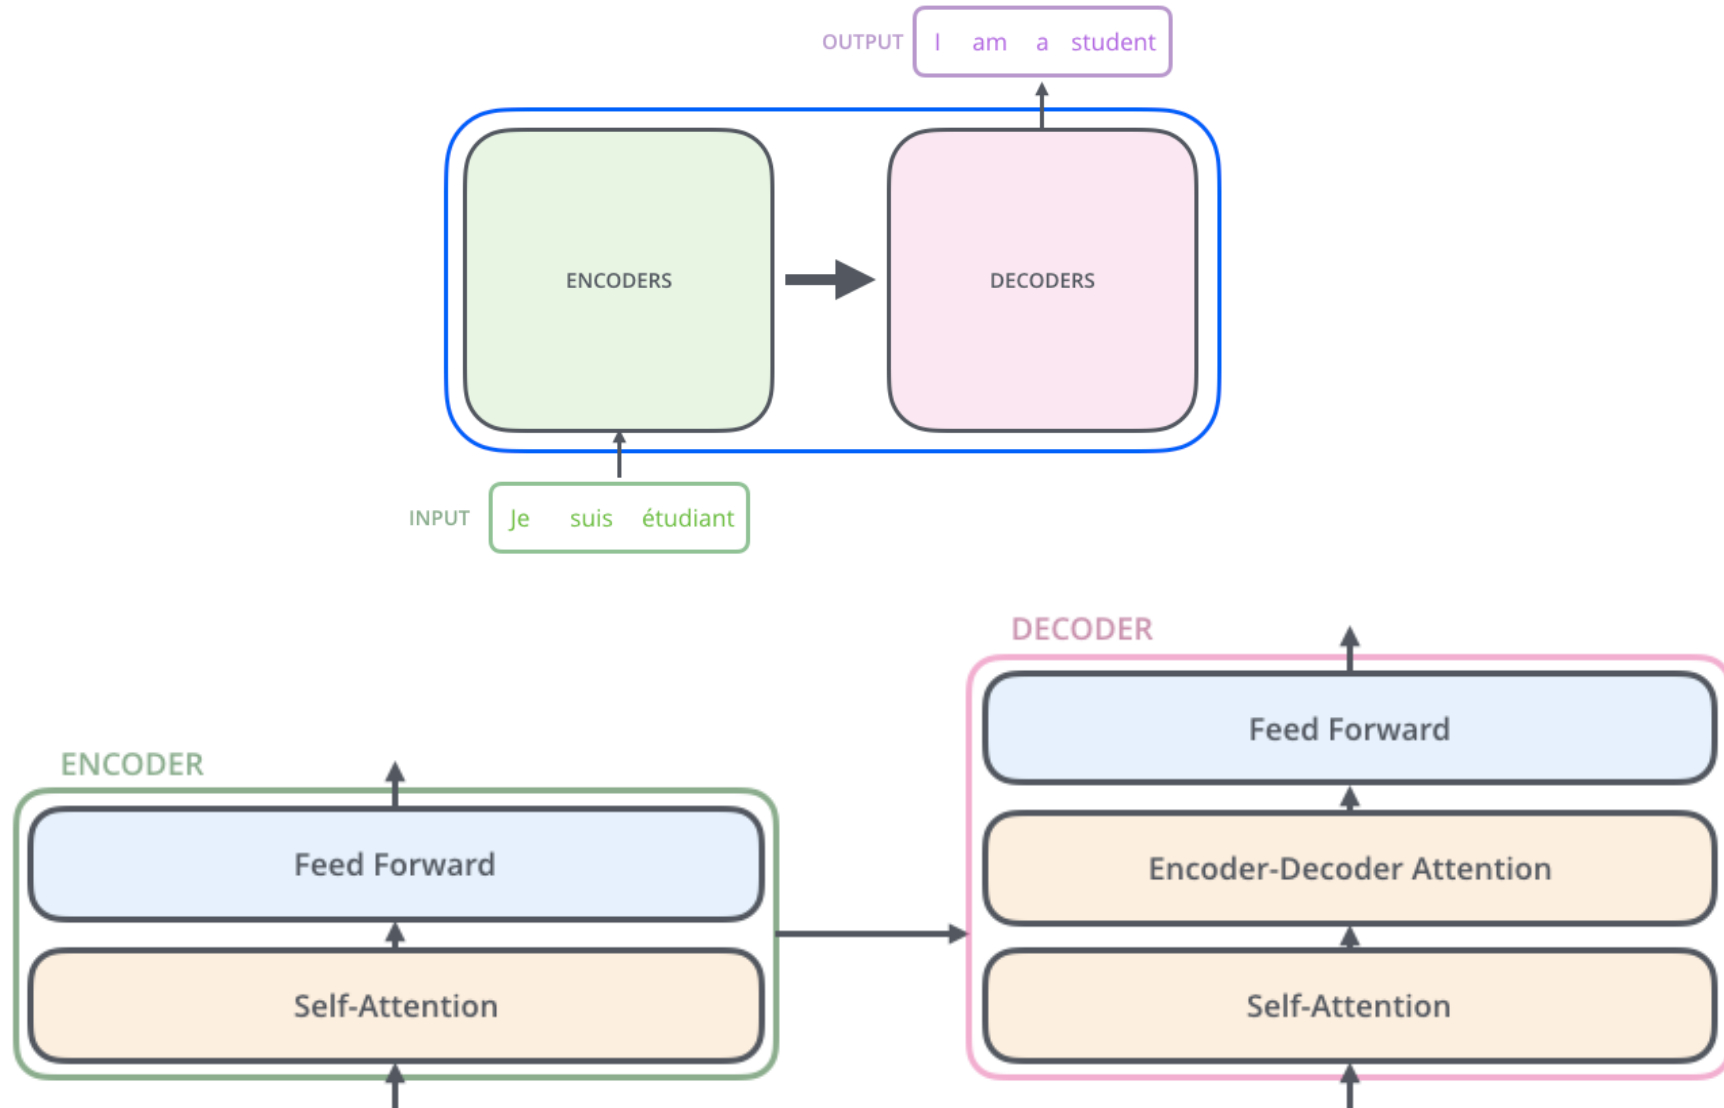 OUTPUT I am a student
ENCODERS
DECODERS
INPUT Je suis étudiant
DECODER
Feed Forward
ENCODER
Encoder-Decoder Attention
Feed Forward
Self-Attention
Self-Attention